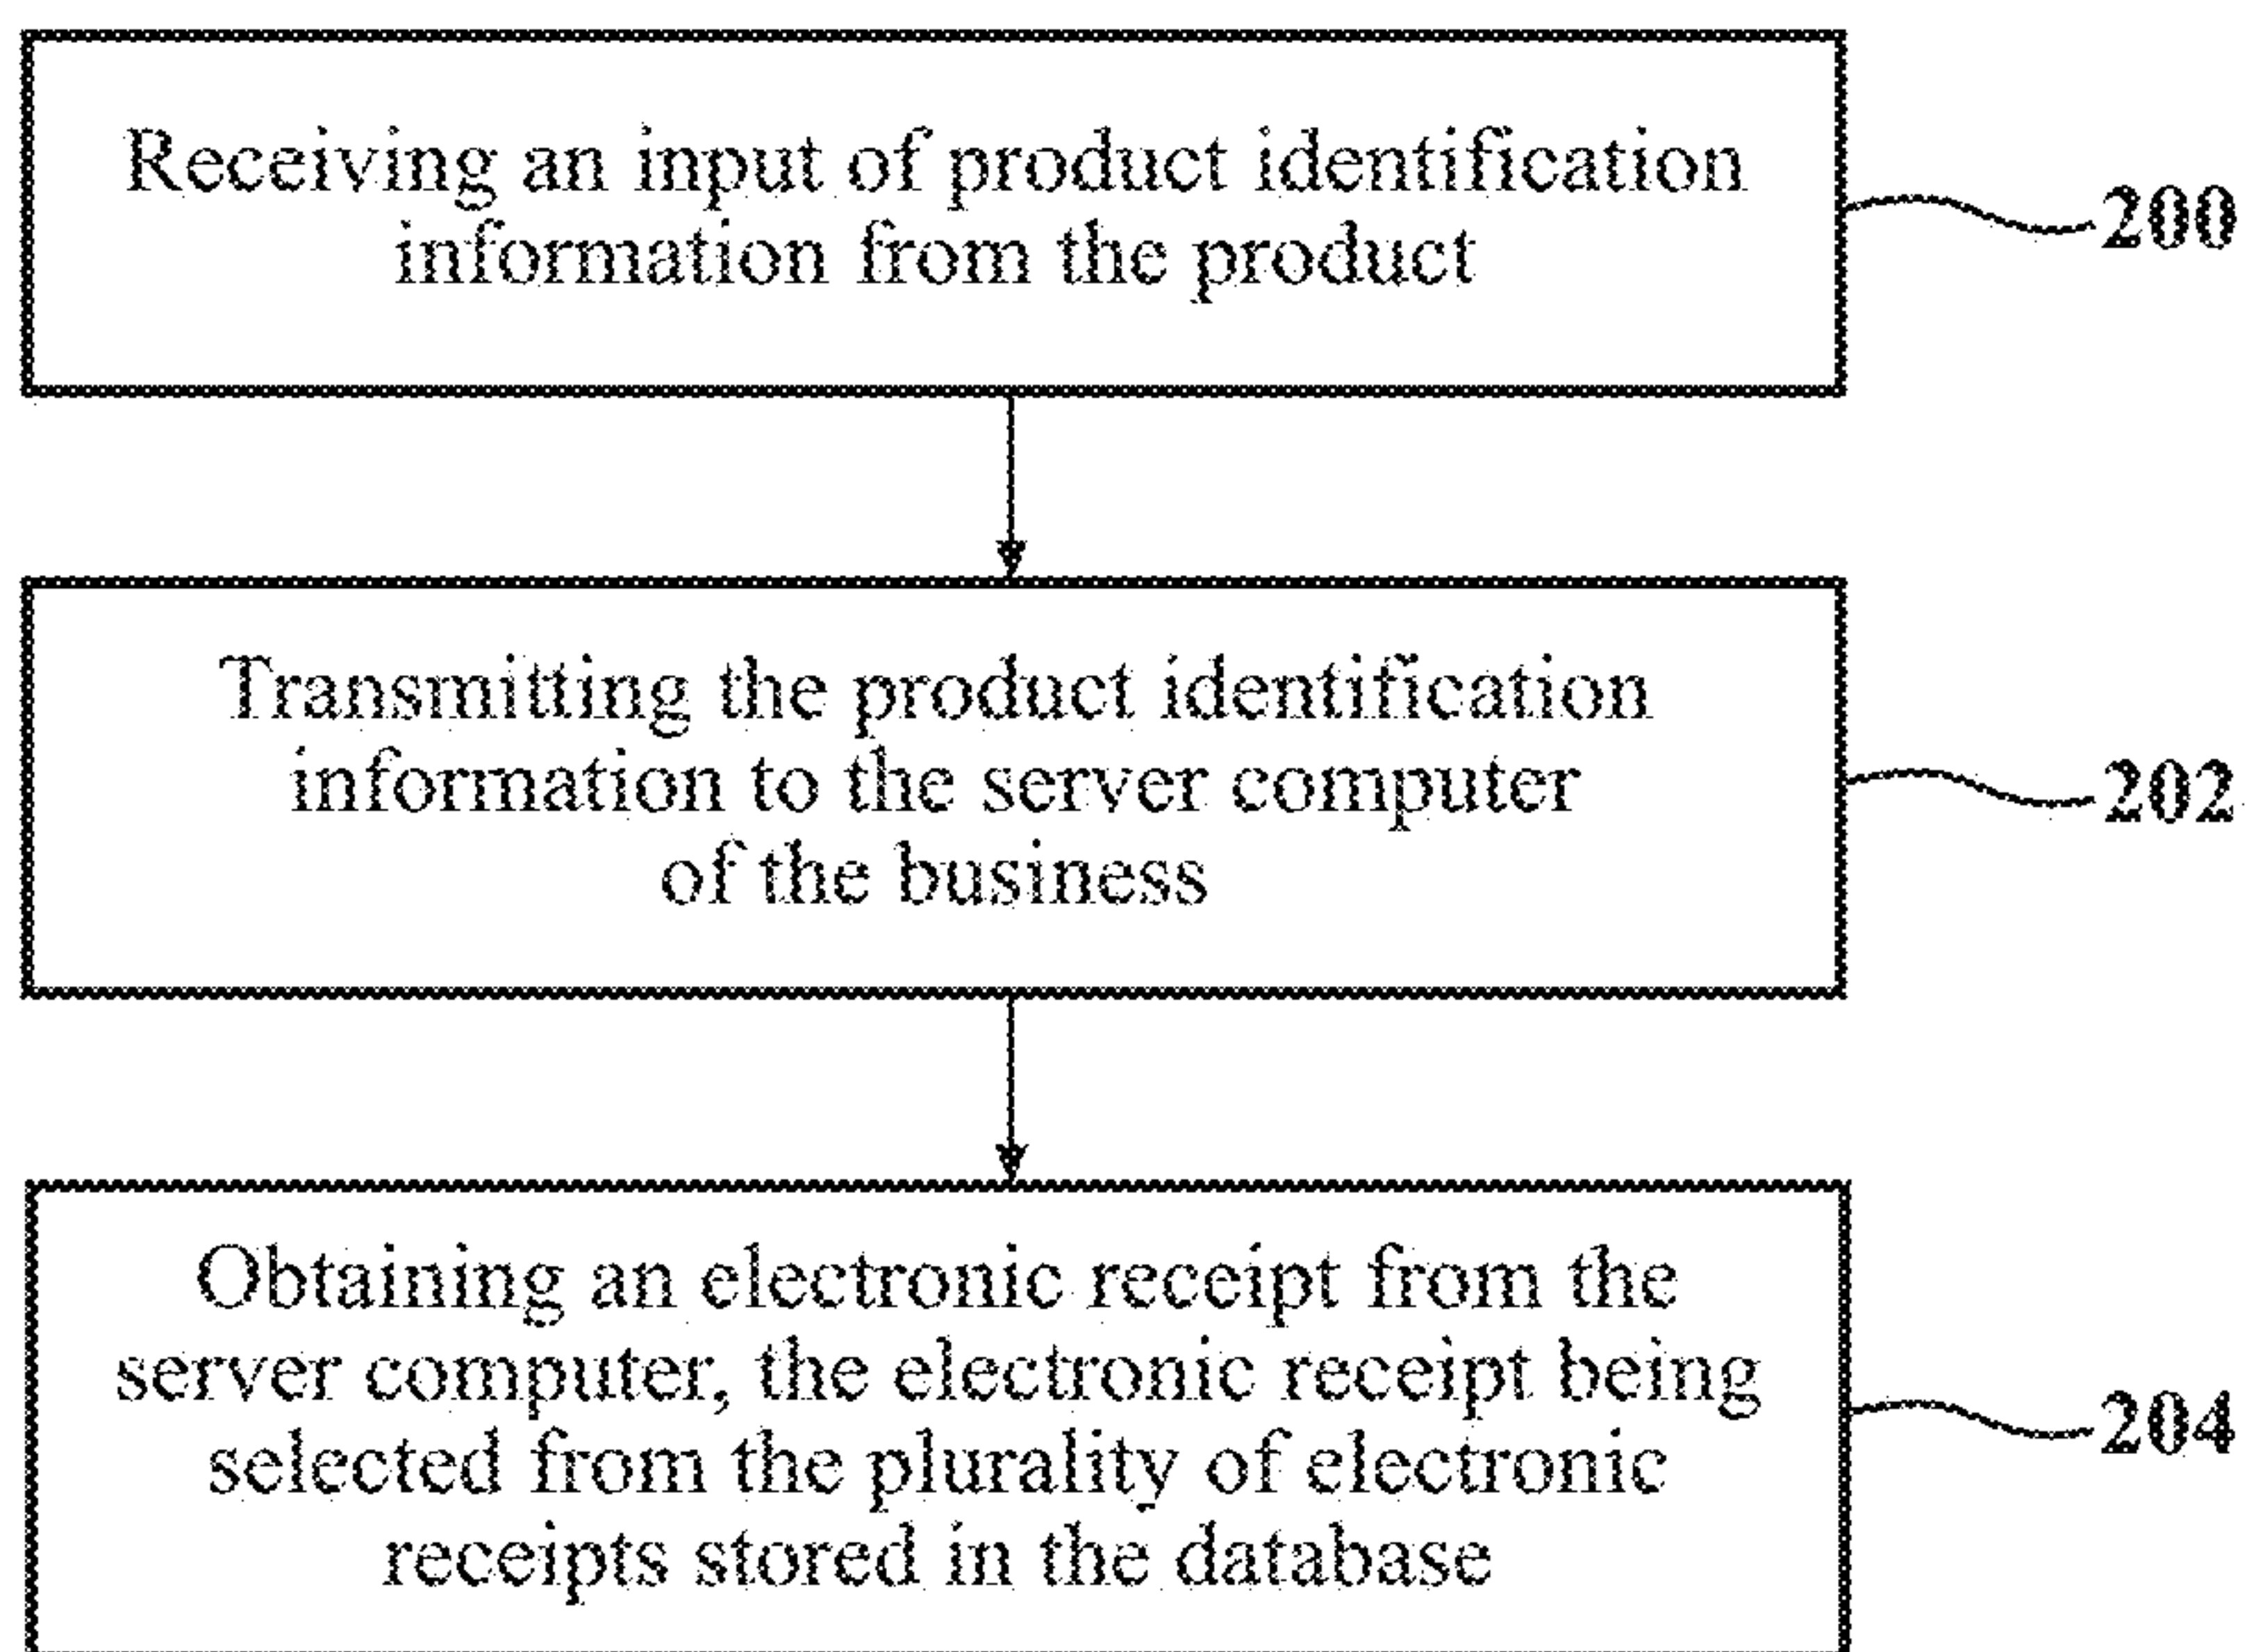 Receiving an input of product identification
information from the product
200
Transmitting the product identification
information to the server computer
of the business
202
Obtaining an electronic receipt from the
server computer, the electronic receipt being
selected from the plurality of electronic
receipts stored in the database
204